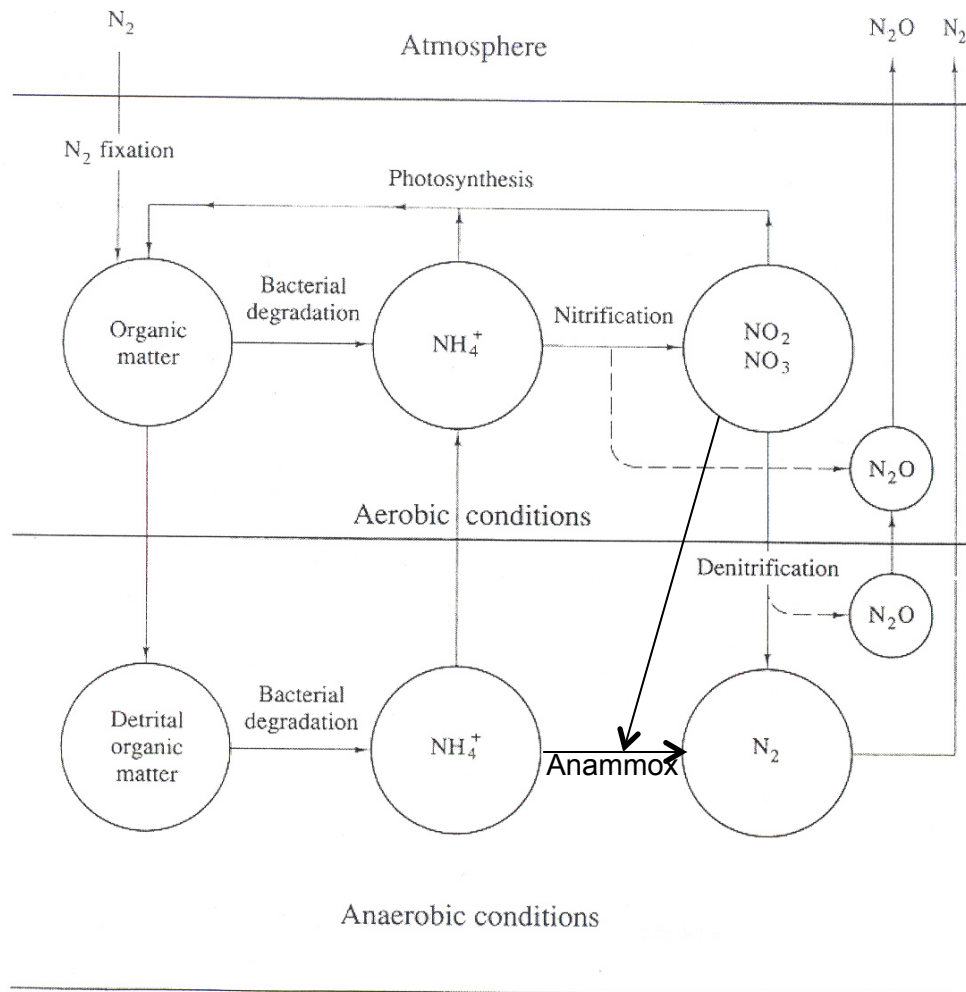 N₂
Atmosphere
N₂O
N₂
N₂ fixation
Photosynthesis
Organic
matter
Bacterial
degradation
NH₄⁺
Nitrification
NO₂
NO₃
N₂O
Aerobic conditions
Denitrification
N₂O
Detrital
organic
matter
Bacterial
degradation
NH₄⁺
Anammox
N₂
Anaerobic conditions